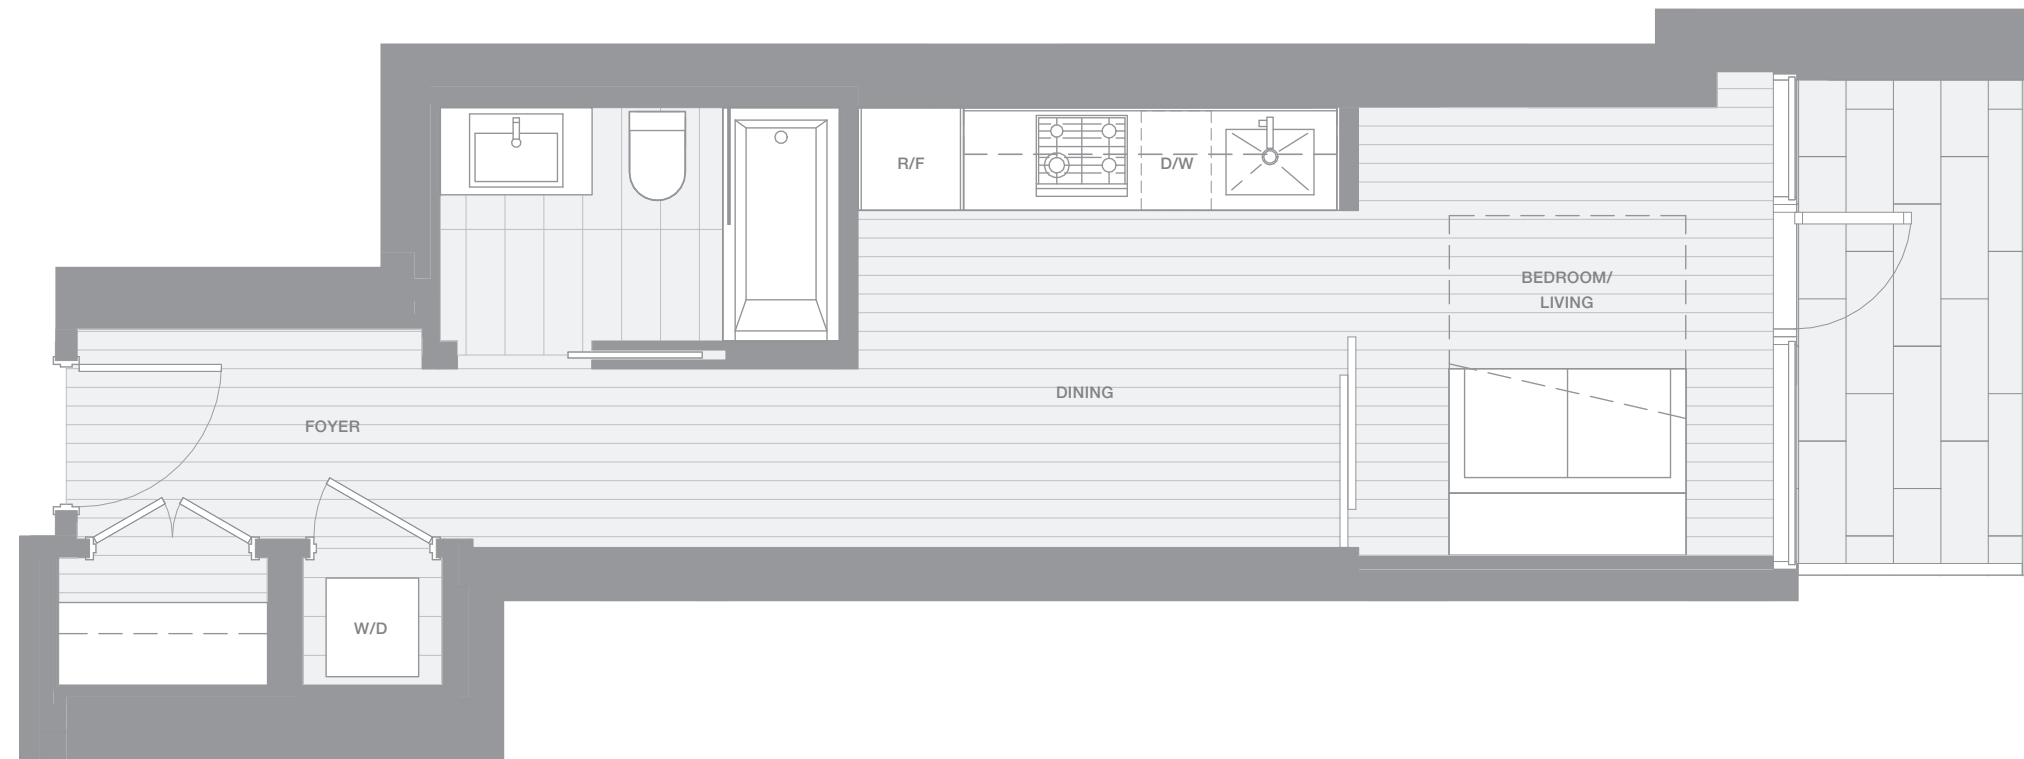 R/F
D/W
BEDROOM/
LIVING
DINING
FOYER
W/D